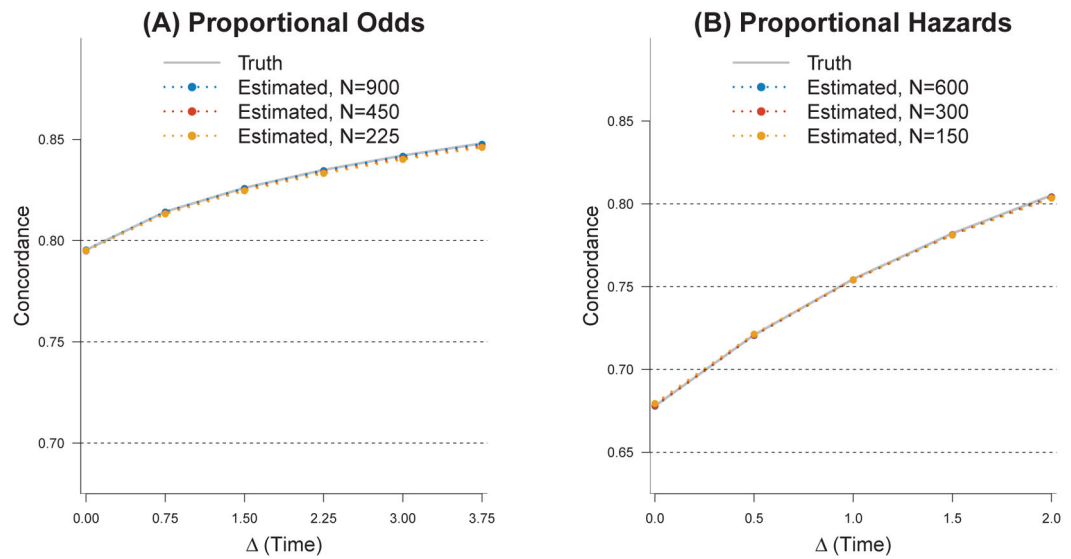 (A) Proportional Odds
Truth
Estimated, N=900
Estimated, N=450
Estimated, N=225
0.85
0.80
0.75
0.70
Concordance
0.00 0.75 1.50 2.25 3.00 3.75
Δ (Time)
(B) Proportional Hazards
Truth
Estimated, N=600
Estimated, N=300
Estimated, N=150
0.85
0.80
0.75
0.70
0.65
Concordance
0.0 0.5 1.0 1.5 2.0
Δ (Time)